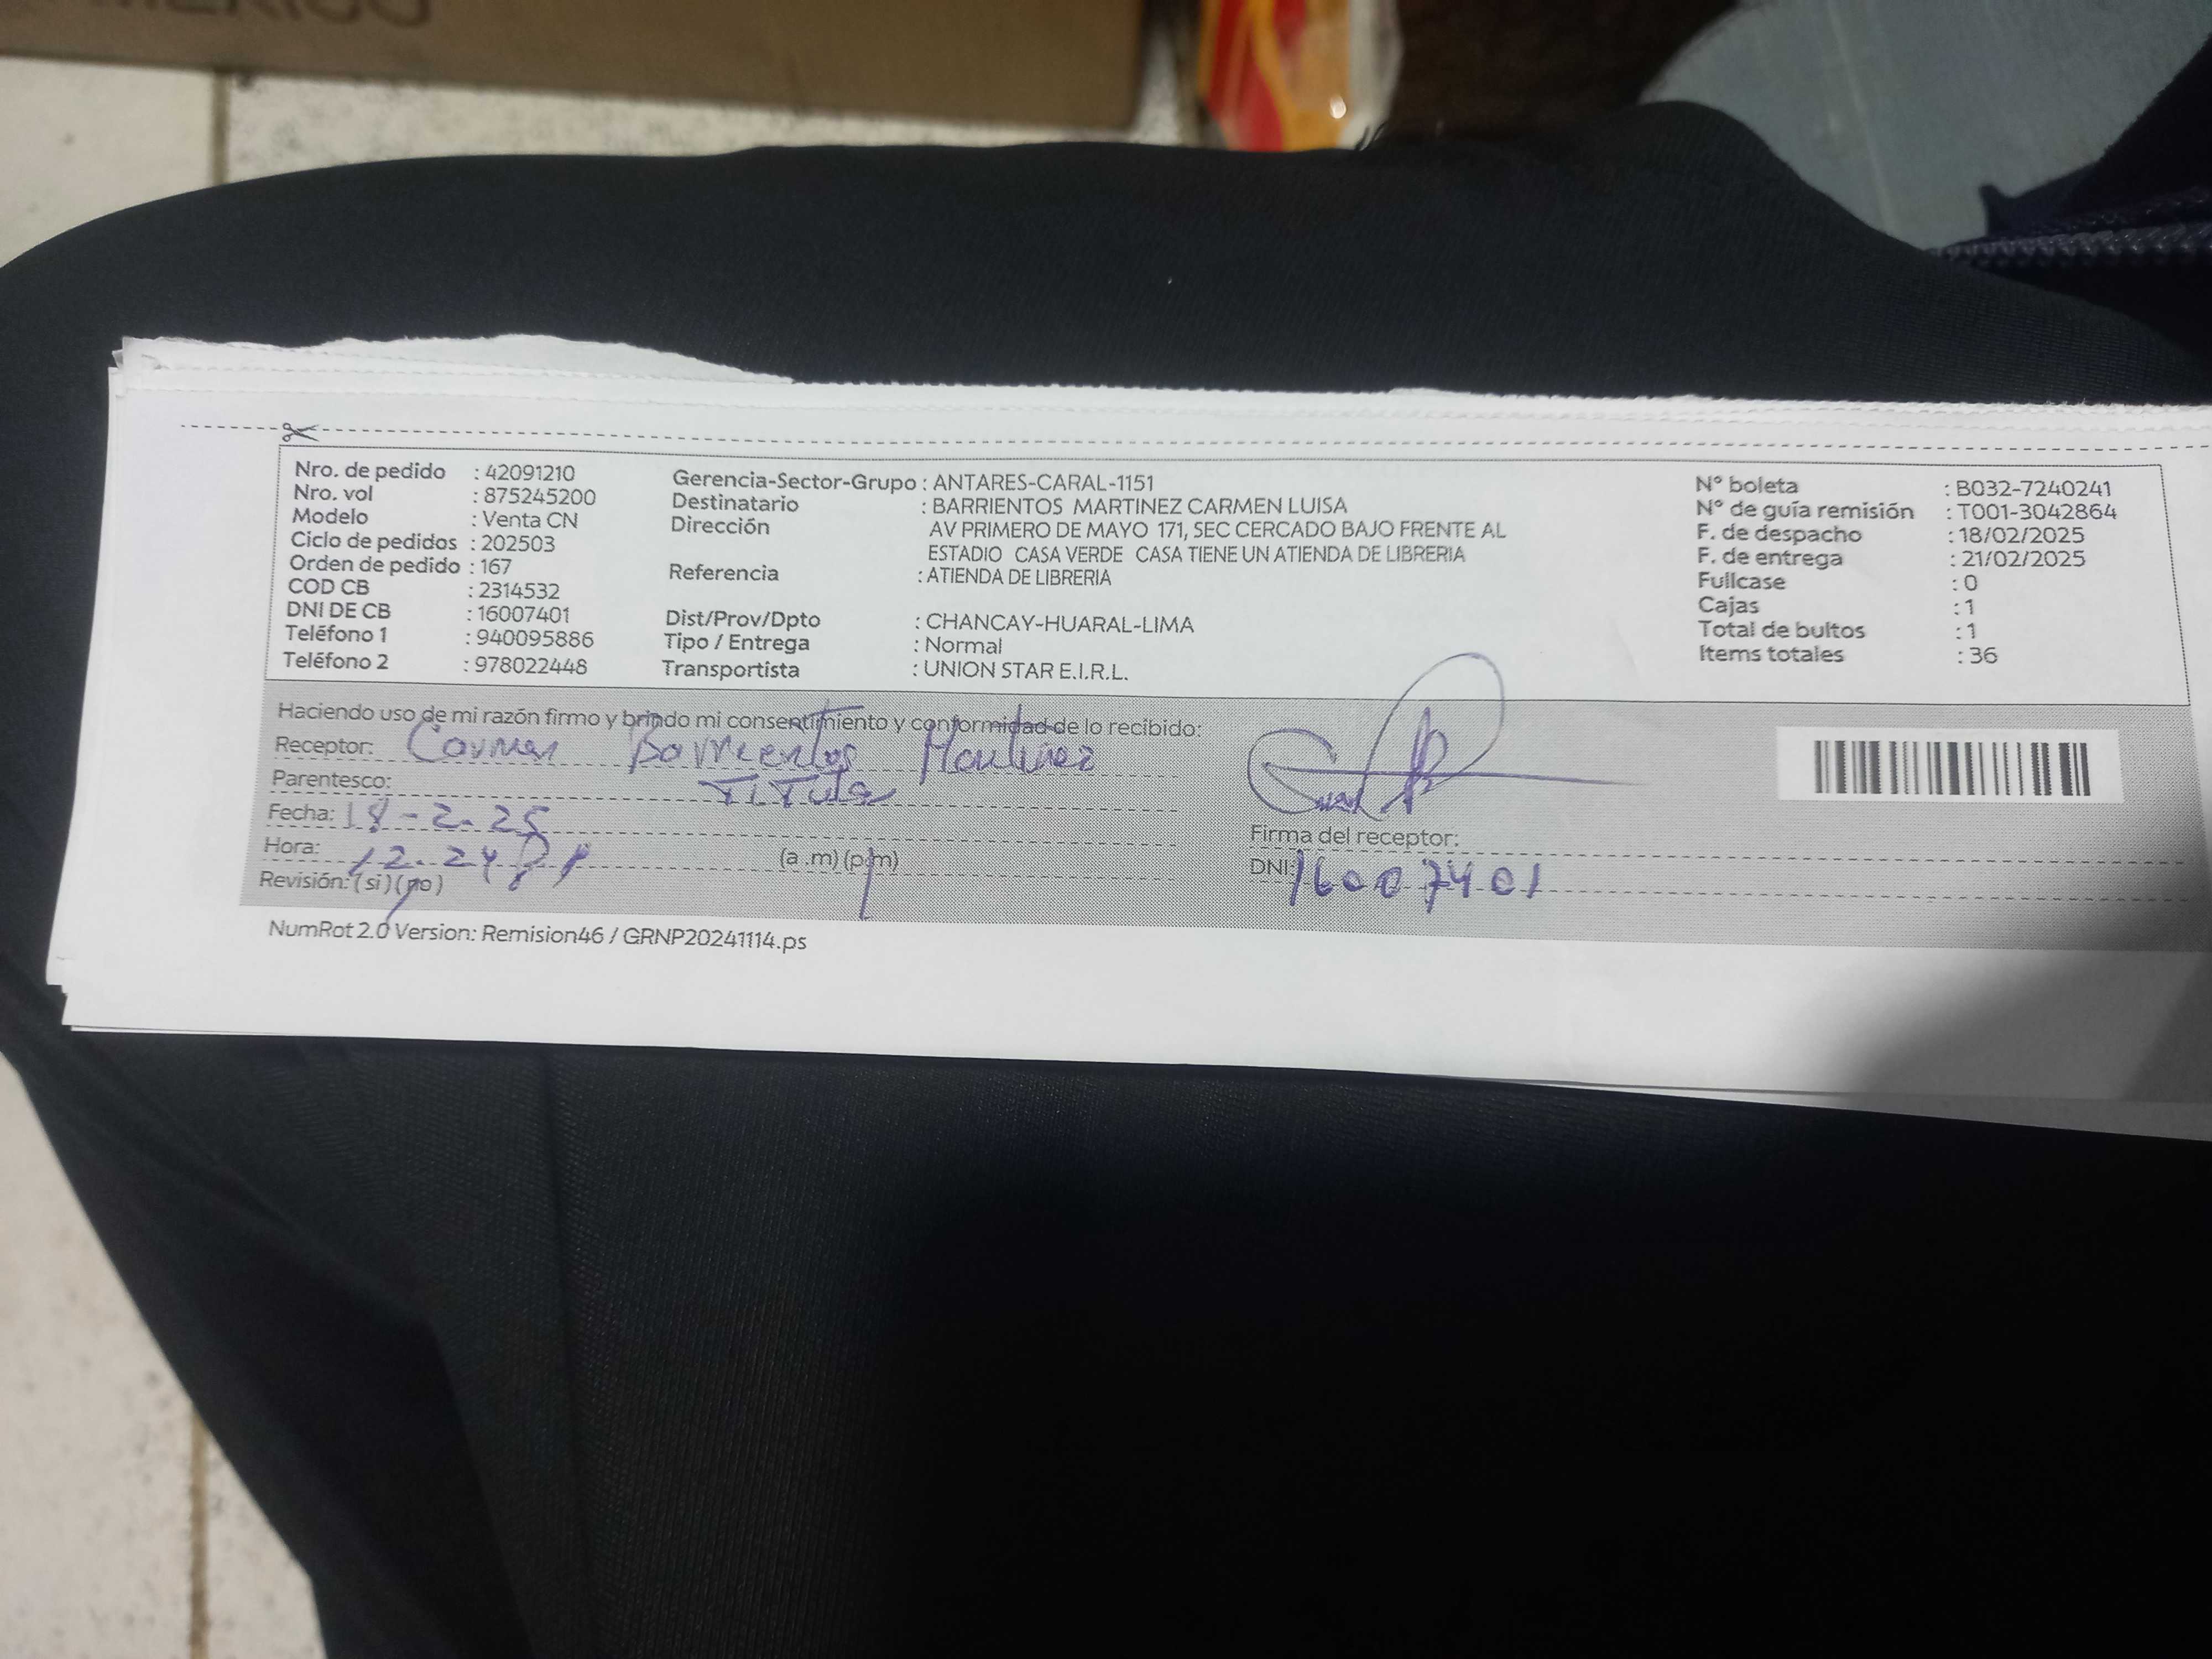 MEXICO
Nro. de pedido : 42091210
Nro. vol : 875245200
Modelo : Venta CN
Ciclo de pedidos : 202503
Orden de pedido : 167
COD CB : 2314532
DNI DE CB : 16007401
Teléfono 1 : 940095886
Teléfono 2 : 978022448
Gerencia-Sector-Grupo : ANTARES-CARAL-1151
Destinatario : BARRIENTOS MARTINEZ CARMEN LUISA
Dirección AV PRIMERO DE MAYO 171, SEC CERCADO BAJO FRENTE AL
ESTADIO CASA VERDE CASA TIENE UN ATIENDA DE LIBRERIA
Referencia : ATIENDA DE LIBRERIA
Dist/Prov/Dpto : CHANCAY-HUARAL-LIMA
Tipo / Entrega : Normal
Transportista : UNION STAR E.I.R.L.
N° boleta : B032-7240241
N° de guía remisión : T001-3042864
F. de despacho : 18/02/2025
F. de entrega : 21/02/2025
Fullcase : 0
Cajas : 1
Total de bultos : 1
Items totales : 36
Haciendo uso de mi razón firmo y brindo mi consentimiento y conformidad de lo recibido:
Receptor: Carmen Barrientos Martinez
Parentesco: Titula
Fecha: 18-2-25
Hora: 12.24 (a.m) (p.m)
Revisión: (si) (no)
Firma del receptor:
DNI: 16007401
NumRot 2.0 Version: Remision46 / GRNP20241114.ps